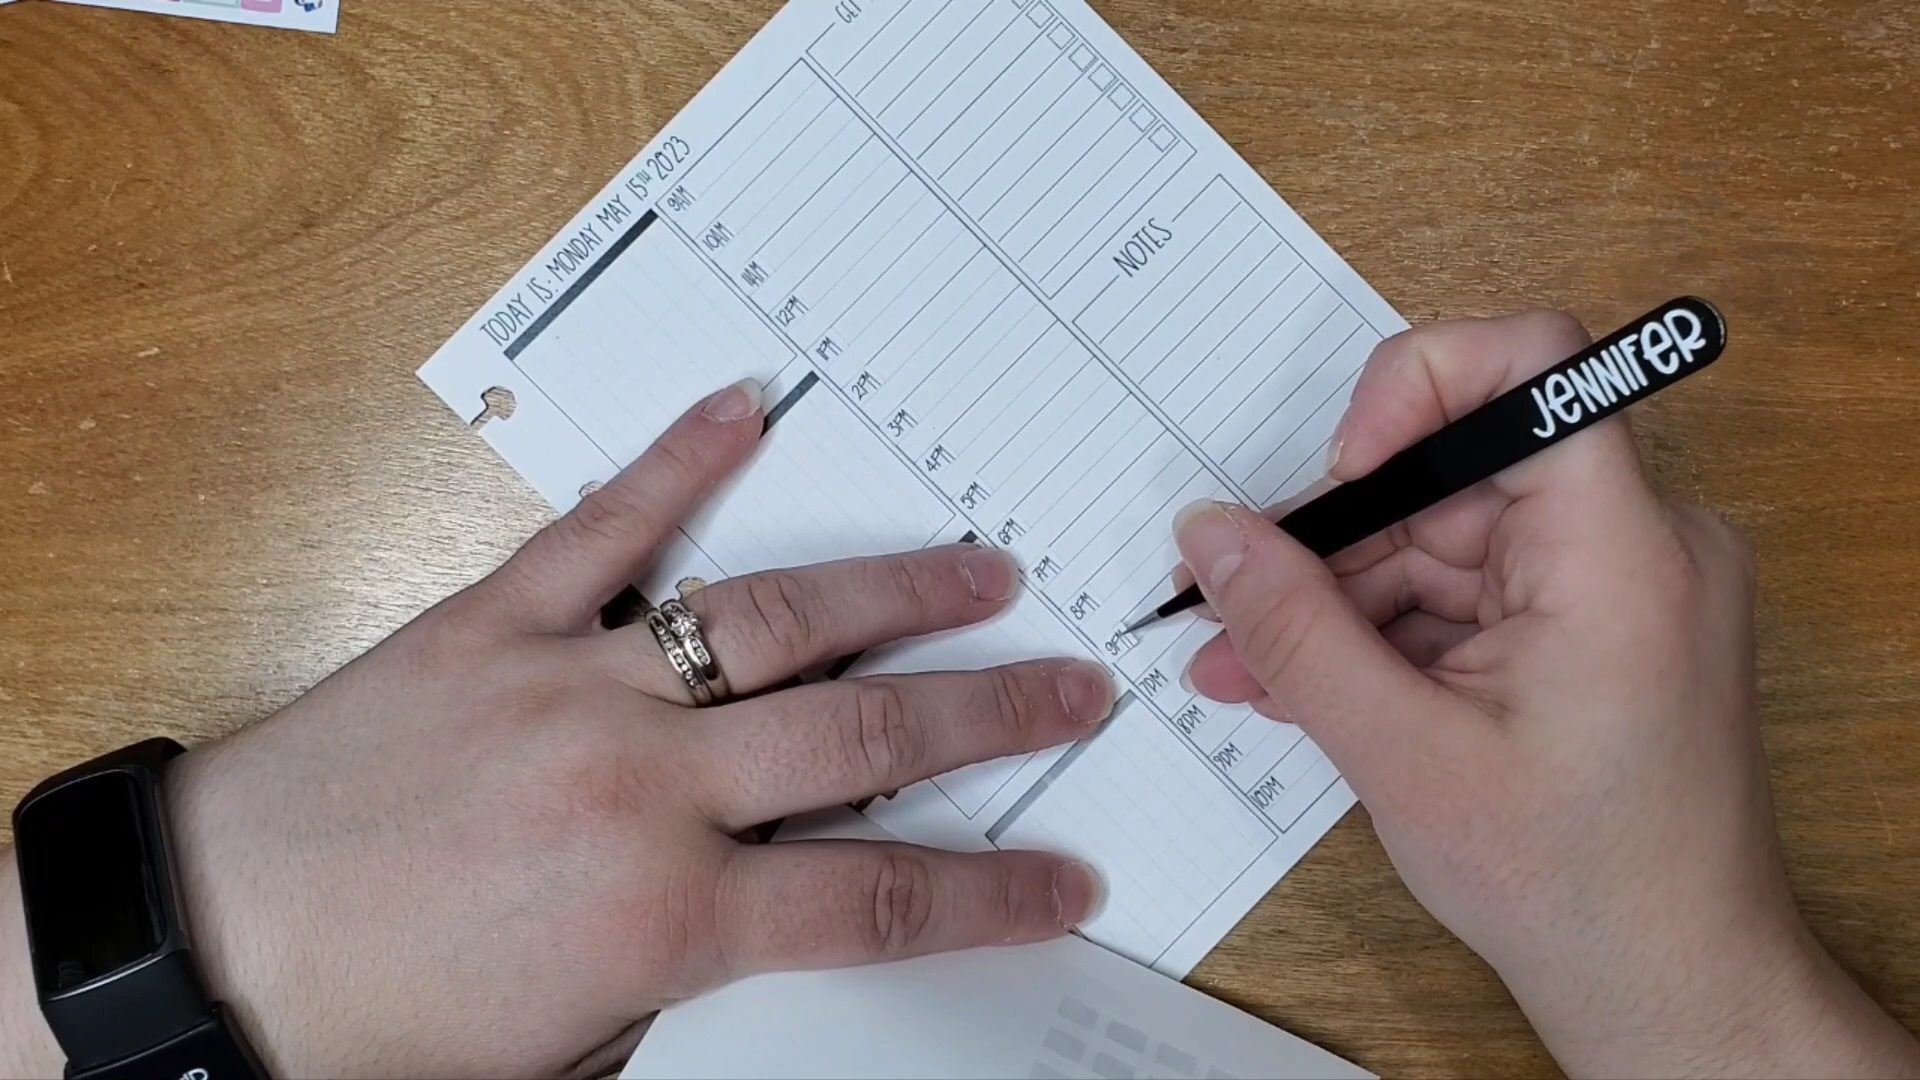 TODAY IS: MONDAY MAY 15TH 2023
9AM
10AM
11AM
12PM
1PM
2PM
3PM
4PM
5PM
6PM
7PM
8PM
9PM
7PM
8PM
9PM
10PM
NOTES
JENNIFER